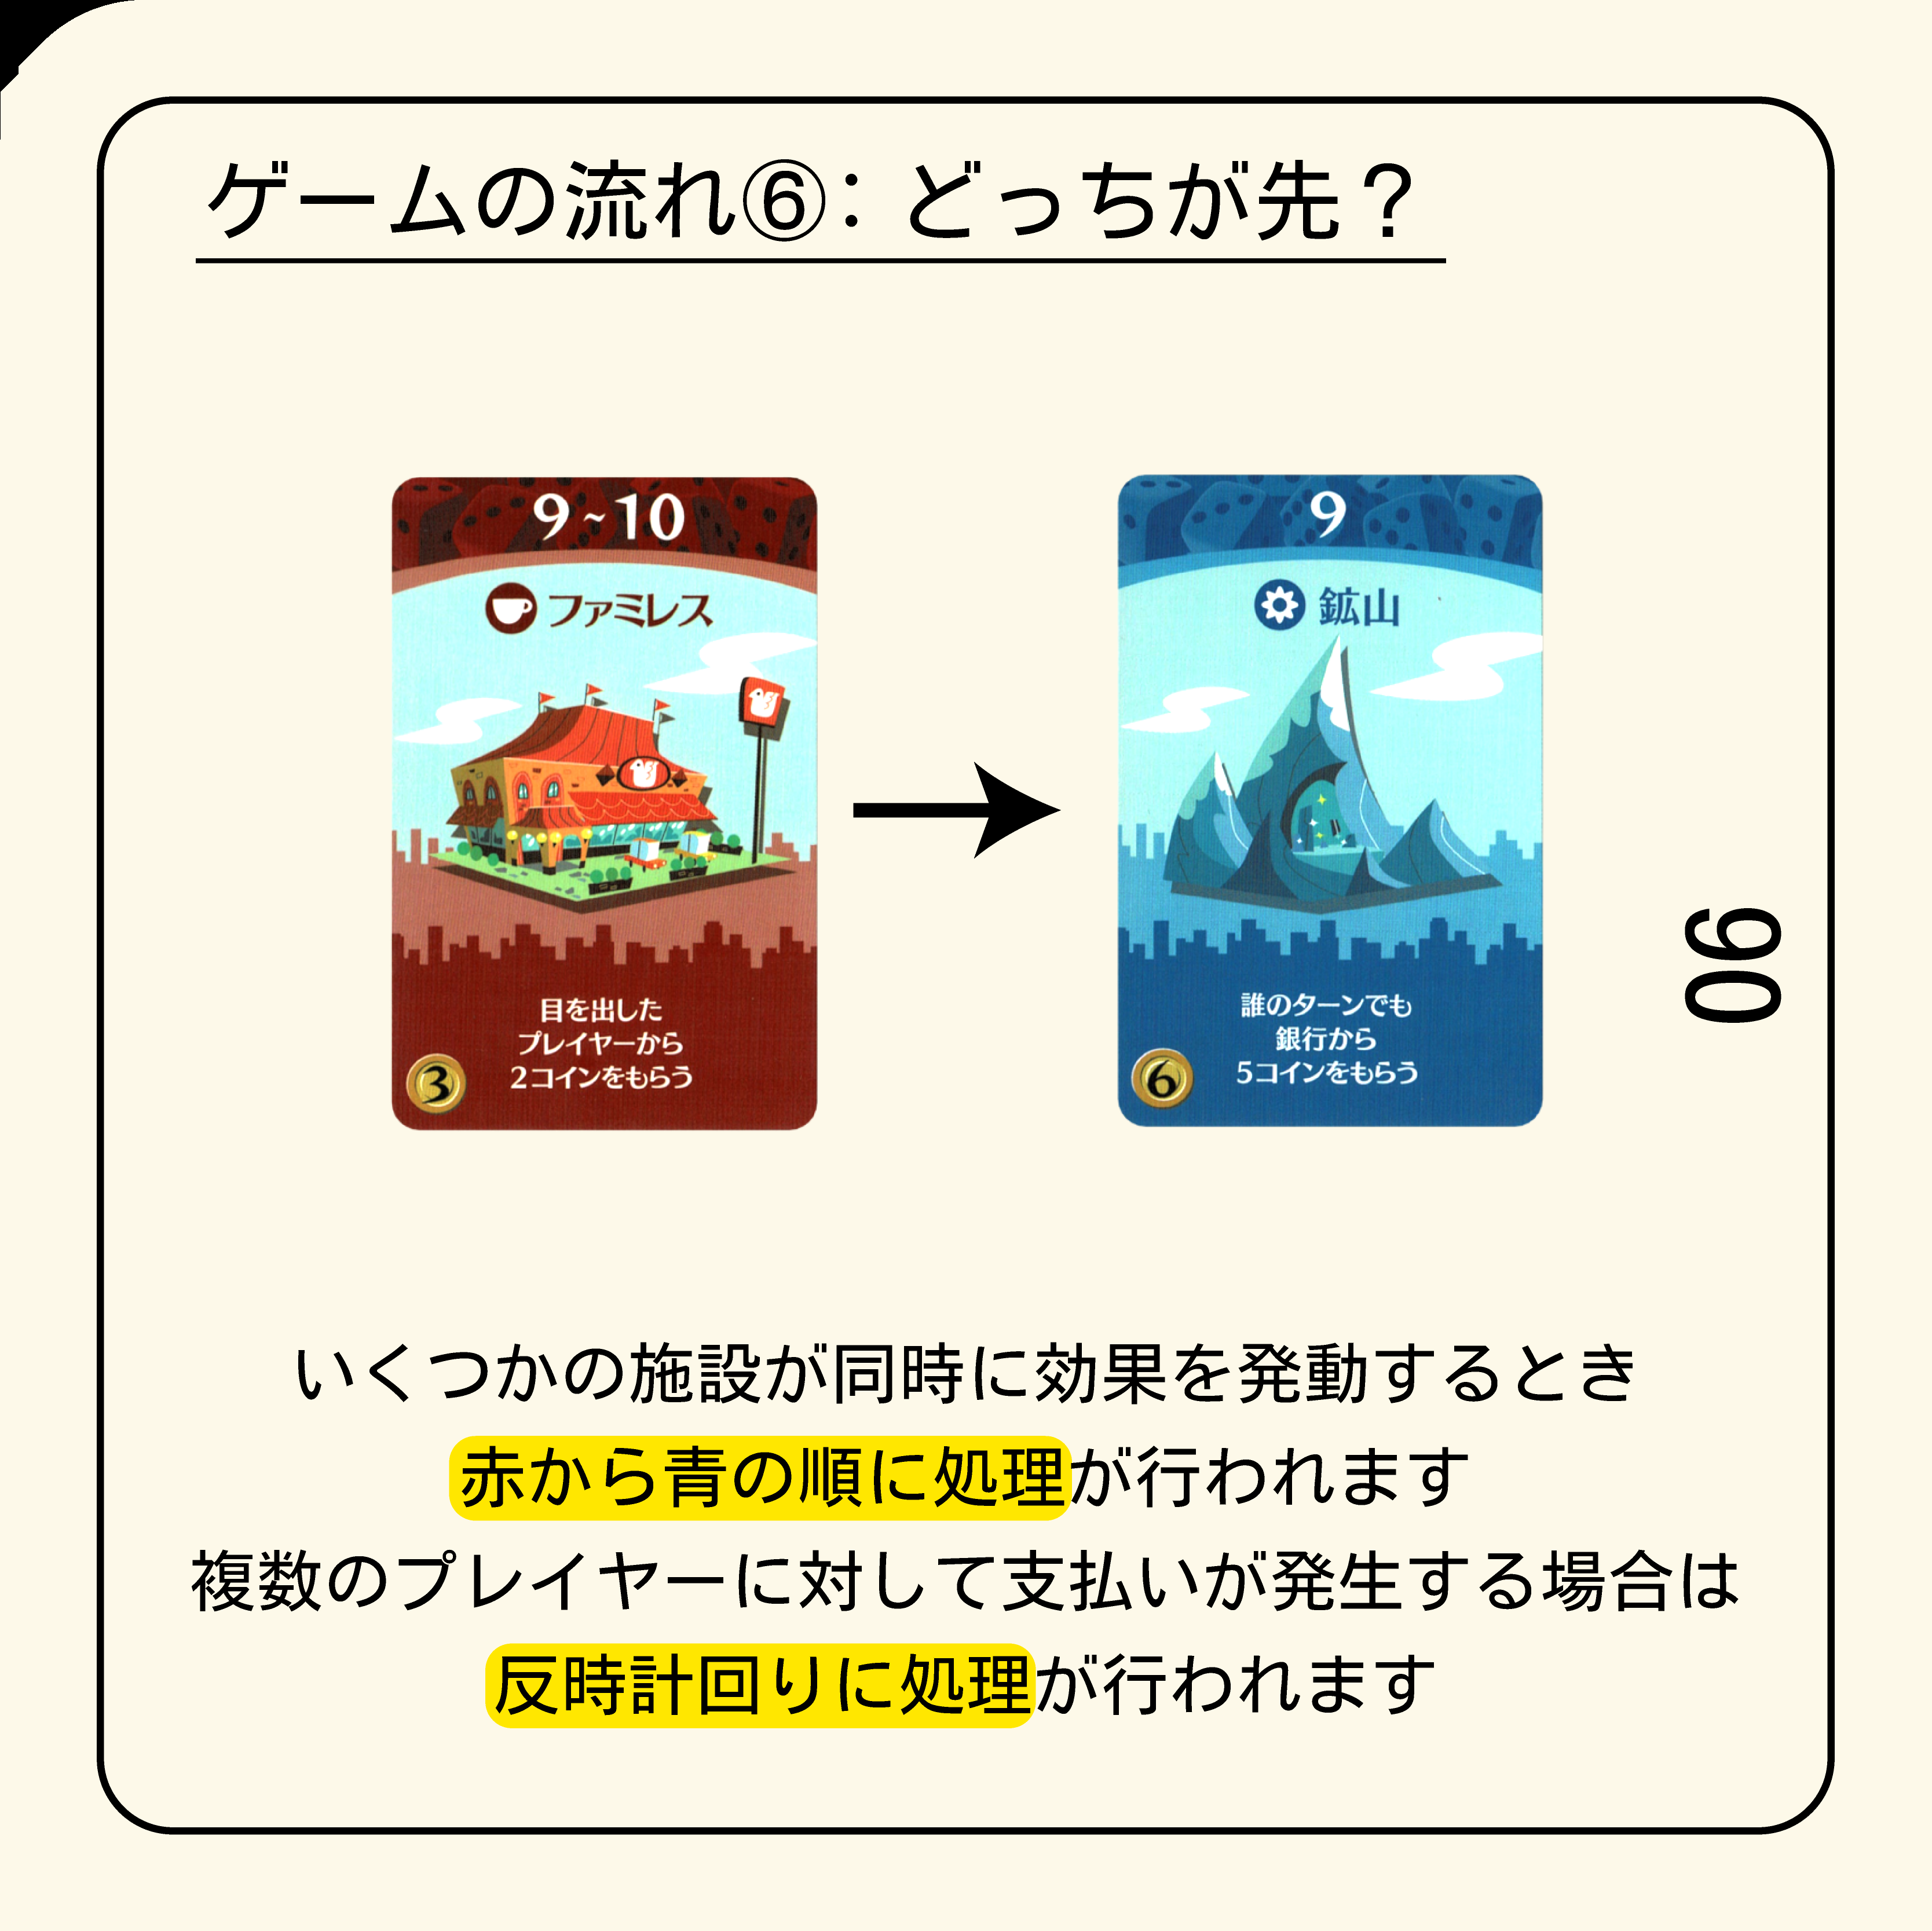 ゲームの流れ⑥：どっちが先？
9~10
ファミレス
目を出した
プレイヤーから
2コインをもらう
3
9
鉱山
誰のターンでも
銀行から
5コインをもらう
6
06
いくつかの施設が同時に効果を発動するとき
赤から青の順に処理が行われます
複数のプレイヤーに対して支払いが発生する場合は
反時計回りに処理が行われます